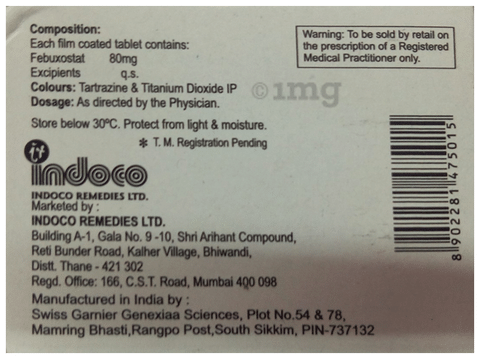 Composition:
Each film coated tablet contains:
Febuxostat 80mg
Excipients q.s.
Colours: Tartrazine & Titanium Dioxide IP
Dosage: As directed by the Physician.
Warning: To be sold by retail on
the prescription of a Registered
Medical Practitioner only.
©1mg
Store below 30ºC. Protect from light & moisture.
* T. M. Registration Pending
indoco
INDOCO REMEDIES LTD.
Marketed by :
INDOCO REMEDIES LTD.
Building A-1, Gala No. 9 -10, Shri Arihant Compound,
Reti Bunder Road, Kalher Village, Bhiwandi,
Distt. Thane - 421 302
Regd. Office: 166, C.S.T. Road, Mumbai 400 098
Manufactured in India by :
Swiss Garnier Genexiaa Sciences, Plot No.54 & 78,
Mamring Bhasti,Rangpo Post,South Sikkim, PIN-737132
8 902281 475015